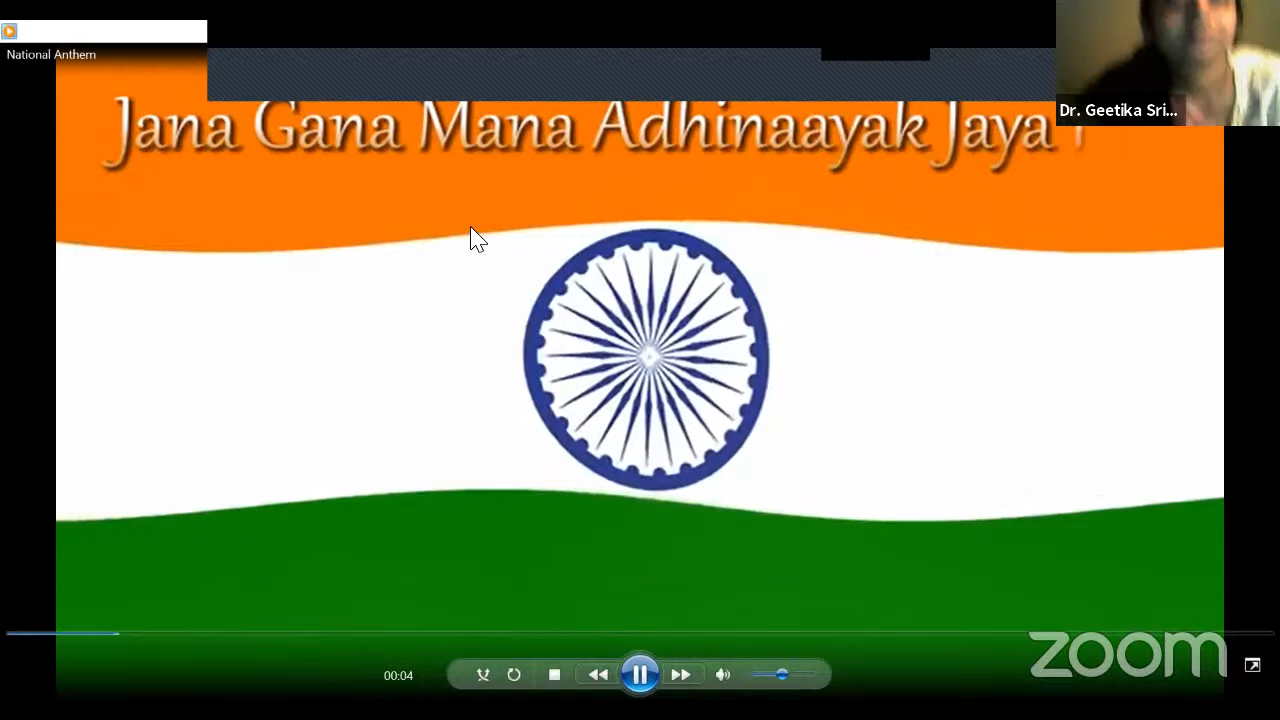 National Anthem
Jana Gana Mana Adhinaayak Jaya
Dr. Geetika Sri...
00:04
zoom